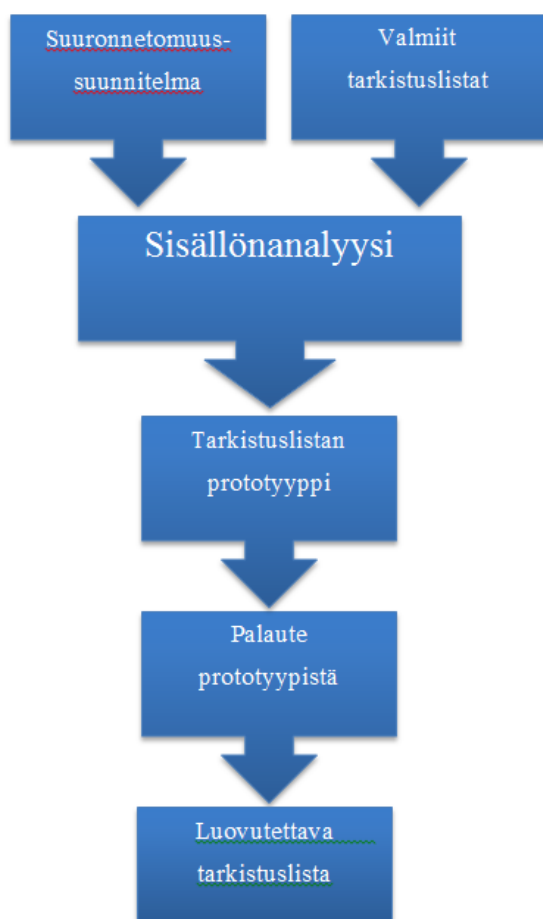 Suuronnetomuus-
suunnitelma
Valmiit
tarkistuslistat
Sisällönanalyysi
Tarkistuslistan
prototyyppi
Palaute
prototyypistä
Luovutettava
tarkistuslista